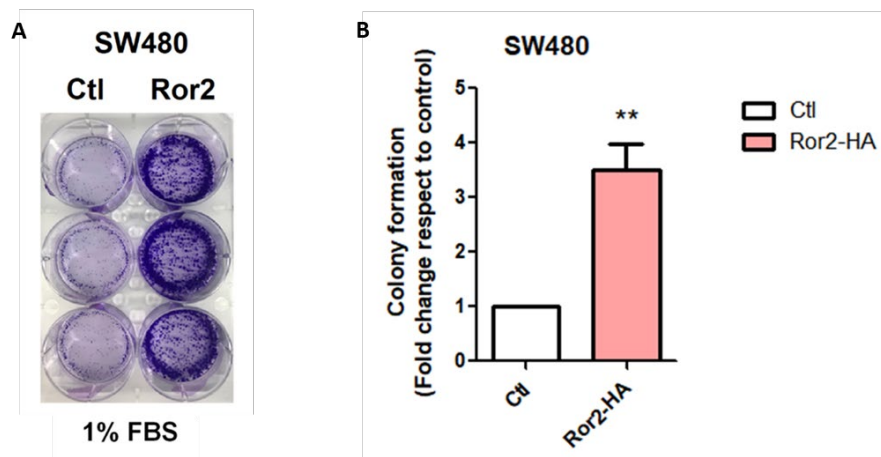 A
SW480
Ctl Ror2
1% FBS
B
SW480
Colony formation
(Fold change respect to control)
5
4
3
2
1
0
**
Ctl
Ror2-HA
Ctl
Ror2-HA